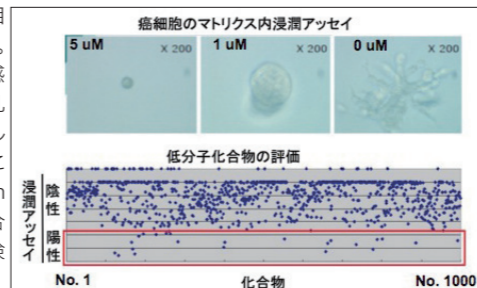 癌細胞のマトリクス内浸潤アッセイ
5 uM
X 200
1 uM
X 200
0 uM
X 200
低分子化合物の評価
浸潤アッセイ
陰性
陽性
No. 1
化合物
No. 1000